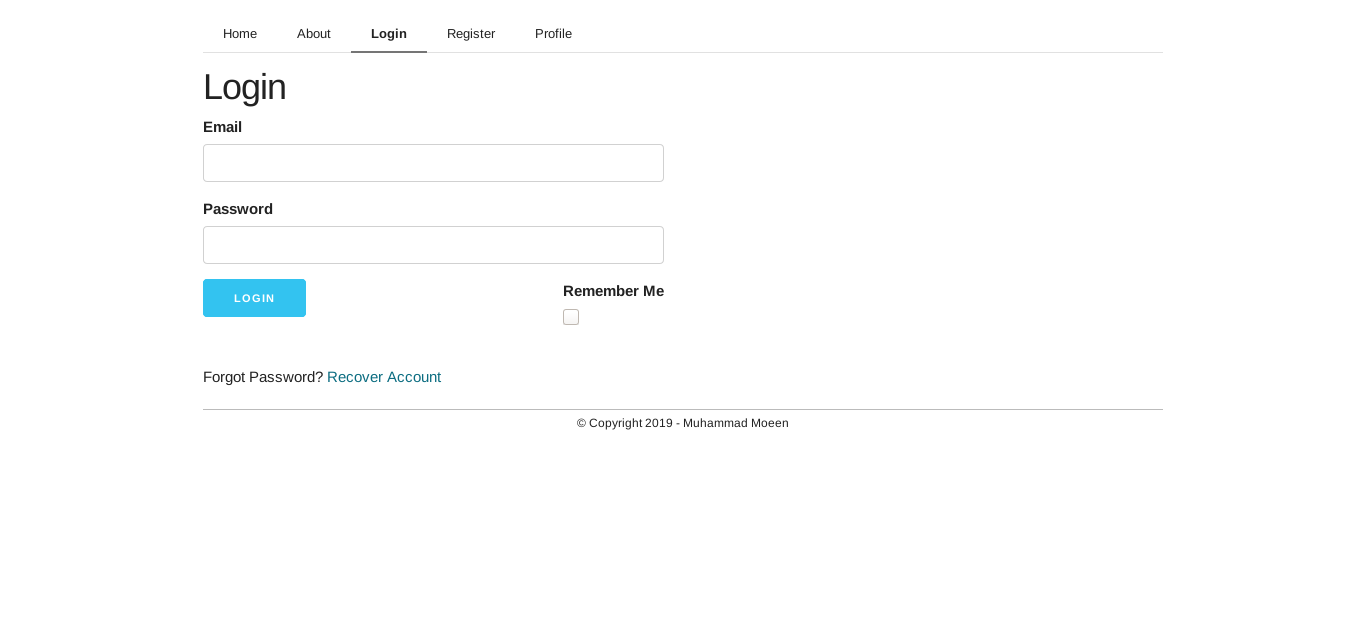 Home About Login Register Profile
Login
Email
Password
LOGIN
Remember Me
Forgot Password? Recover Account
© Copyright 2019 - Muhammad Moeen